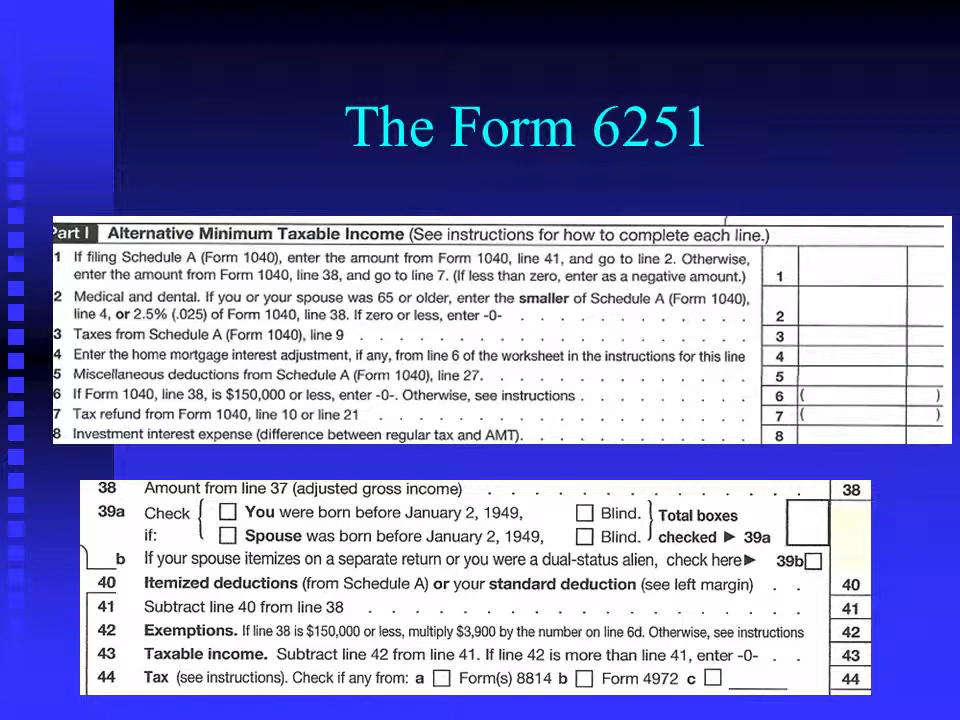 The Form 6251
Part I Alternative Minimum Taxable Income (See instructions for how to complete each line.)
1 If filing Schedule A (Form 1040), enter the amount from Form 1040, line 41, and go to line 2. Otherwise,
enter the amount from Form 1040, line 38, and go to line 7. (If less than zero, enter as a negative amount.) 1
2 Medical and dental. If you or your spouse was 65 or older, enter the smaller of Schedule A (Form 1040),
line 4, or 2.5% (.025) of Form 1040, line 38. If zero or less, enter -0- . . . . . . . . . . . . 2
3 Taxes from Schedule A (Form 1040), line 9 . . . . . . . . . . . . . . . . . . . 3
4 Enter the home mortgage interest adjustment, if any, from line 6 of the worksheet in the instructions for this line 4
5 Miscellaneous deductions from Schedule A (Form 1040), line 27. . . . . . . . . . . . . 5
6 If Form 1040, line 38, is $150,000 or less, enter -0-. Otherwise, see instructions . . . . . . . . . 6 ( )
7 Tax refund from Form 1040, line 10 or line 21 . . . . . . . . . . . . . . . . . . 7 ( )
8 Investment interest expense (difference between regular tax and AMT). . . . . . . . . . . . 8
38 Amount from line 37 (adjusted gross income) . . . . . . . . . . . . . . 38
39a Check { You were born before January 2, 1949, Blind. } Total boxes
if: Spouse was born before January 2, 1949, Blind. checked ▶ 39a
b If your spouse itemizes on a separate return or you were a dual-status alien, check here ▶ 39b
40 Itemized deductions (from Schedule A) or your standard deduction (see left margin) . . 40
41 Subtract line 40 from line 38 . . . . . . . . . . . . . . . . . . . 41
42 Exemptions. If line 38 is $150,000 or less, multiply $3,900 by the number on line 6d. Otherwise, see instructions 42
43 Taxable income. Subtract line 42 from line 41. If line 42 is more than line 41, enter -0- . . 43
44 Tax (see instructions). Check if any from: a Form(s) 8814 b Form 4972 c 44